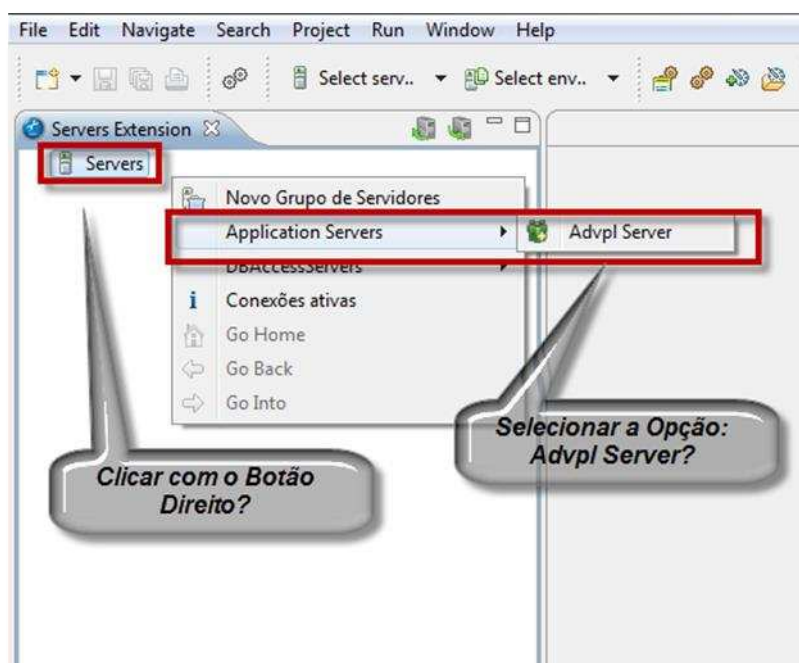 File Edit Navigate Search Project Run Window Help
Select serv.. Select env..
Servers Extension
Servers
Novo Grupo de Servidores
Application Servers
Advpl Server
DBAccessServers
Conexões ativas
Go Home
Go Back
Go Into
Selecionar a Opção:
Advpl Server?
Clicar com o Botão
Direito?